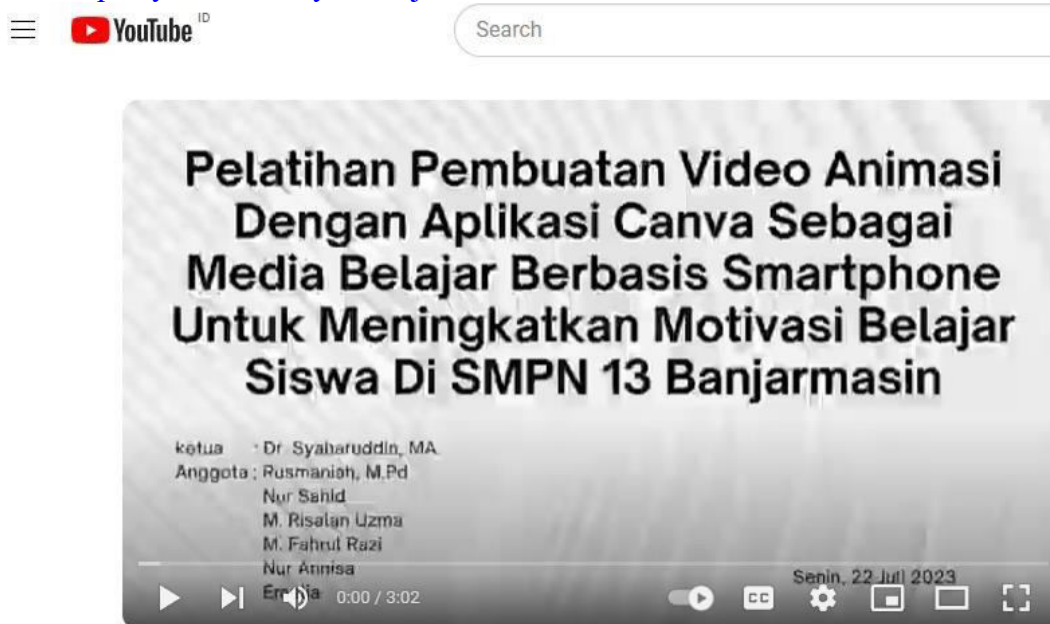 YouTube ID
Search
Pelatihan Pembuatan Video Animasi
Dengan Aplikasi Canva Sebagai
Media Belajar Berbasis Smartphone
Untuk Meningkatkan Motivasi Belajar
Siswa Di SMPN 13 Banjarmasin
ketua : Dr. Syaharuddin, MA
Anggota : Rusmaniah, M.Pd
Nur Sahid
M. Risalan Uzma
M. Fahrul Razi
Nur Annisa
Senin, 22 Juli 2023
0:00 / 3:02
CC